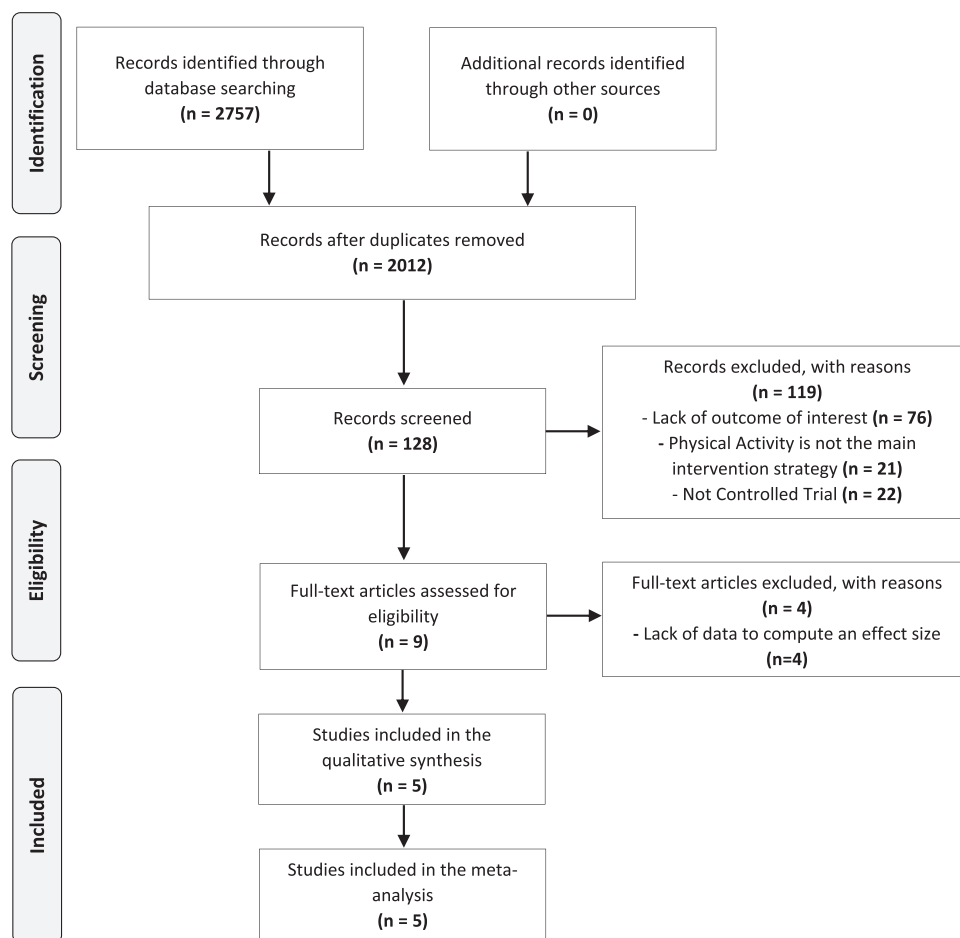 Identification
Records identified through
database searching
(n = 2757)
Additional records identified
through other sources
(n = 0)
Records after duplicates removed
(n = 2012)
Screening
Records screened
(n = 128)
Records excluded, with reasons
(n = 119)
- Lack of outcome of interest (n = 76)
- Physical Activity is not the main
intervention strategy (n = 21)
- Not Controlled Trial (n = 22)
Eligibility
Full-text articles assessed for
eligibility
(n = 9)
Full-text articles excluded, with reasons
(n = 4)
- Lack of data to compute an effect size
(n=4)
Included
Studies included in the
qualitative synthesis
(n = 5)
Studies included in the meta-
analysis
(n = 5)